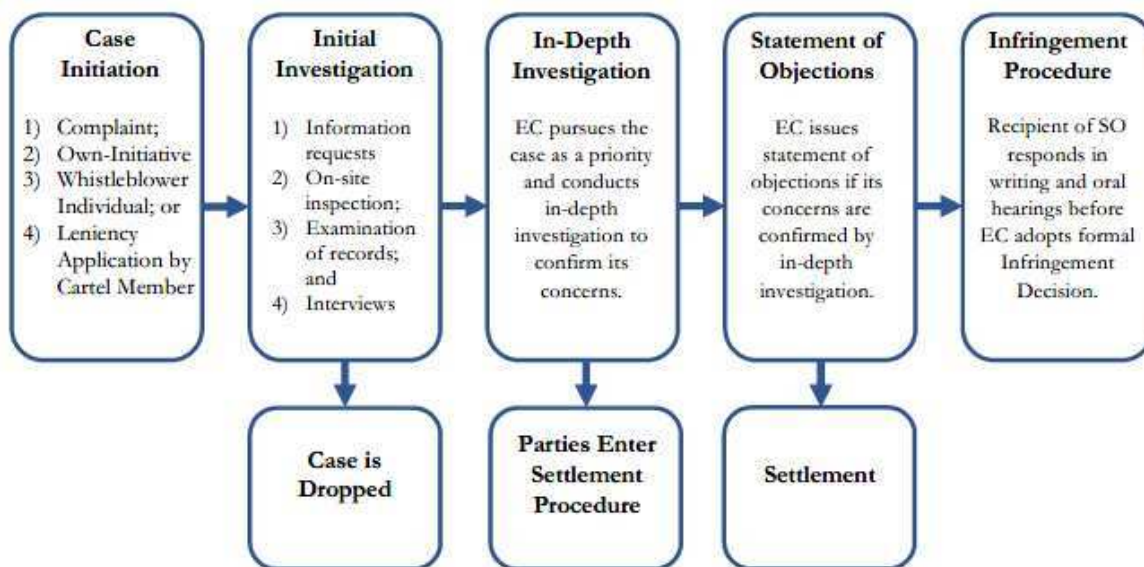 Case
Initiation
1) Complaint;
2) Own-Initiative
3) Whistleblower
Individual; or
4) Leniency
Application by
Cartel Member
Initial
Investigation
1) Information
requests
2) On-site
inspection;
3) Examination
of records;
and
4) Interviews
In-Depth
Investigation
EC pursues the
case as a priority
and conducts
in-depth
investigation to
confirm its
concerns.
Statement of
Objections
EC issues
statement of
objections if its
concerns are
confirmed by
in-depth
investigation.
Infringement
Procedure
Recipient of SO
responds in
writing and oral
hearings before
EC adopts formal
Infringement
Decision.
Case is
Dropped
Parties Enter
Settlement
Procedure
Settlement